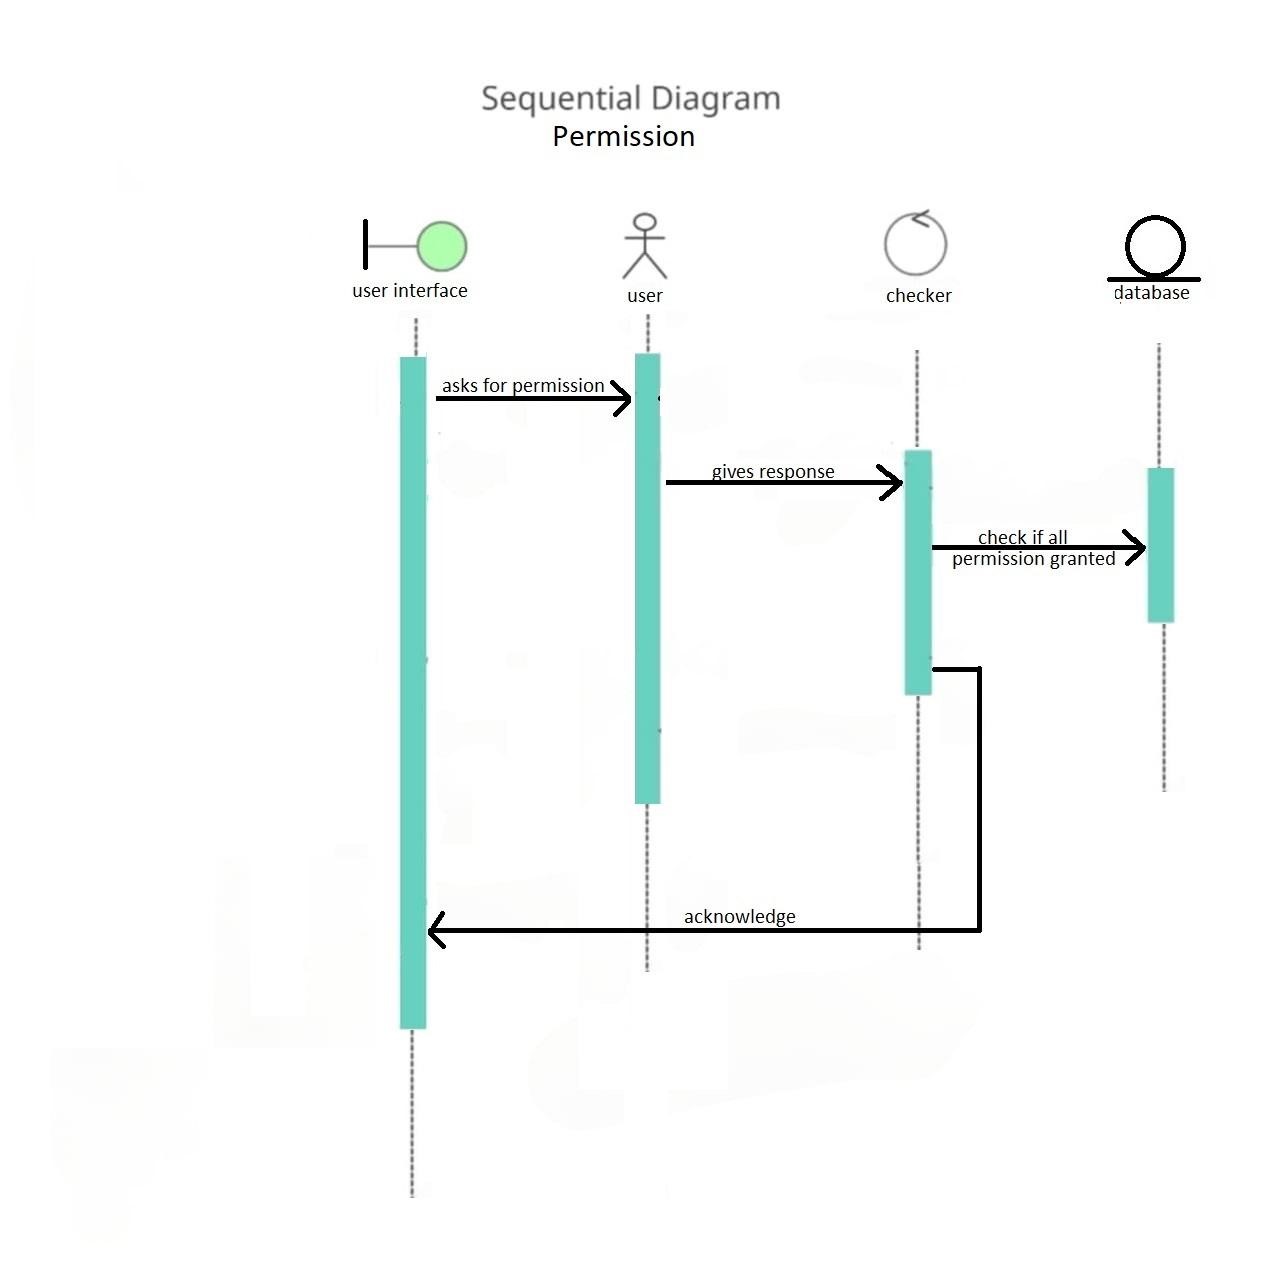 Sequential Diagram
Permission
user interface
user
checker
database
asks for permission
gives response
check if all
permission granted
acknowledge